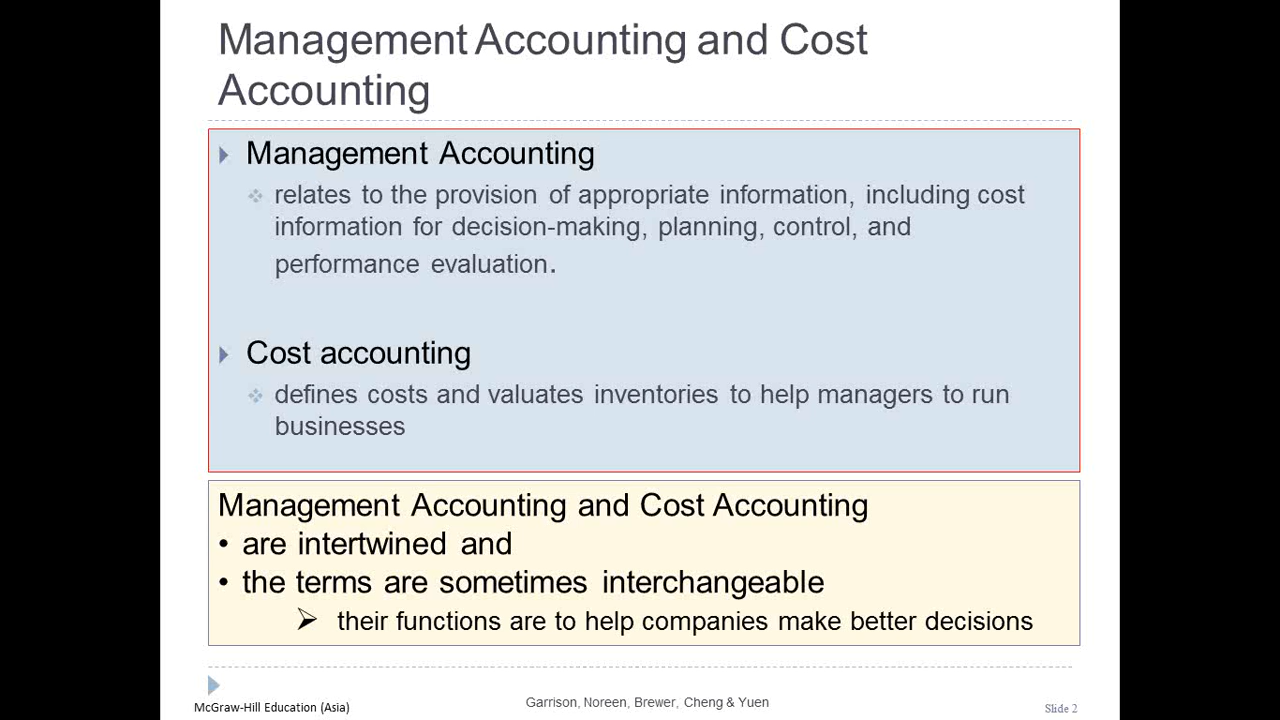 Management Accounting and Cost
Accounting
Management Accounting
relates to the provision of appropriate information, including cost
information for decision-making, planning, control, and
performance evaluation.
Cost accounting
defines costs and valuates inventories to help managers to run
businesses
Management Accounting and Cost Accounting
• are intertwined and
• the terms are sometimes interchangeable
➢ their functions are to help companies make better decisions
McGraw-Hill Education (Asia)
Garrison, Noreen, Brewer, Cheng & Yuen
Slide 2